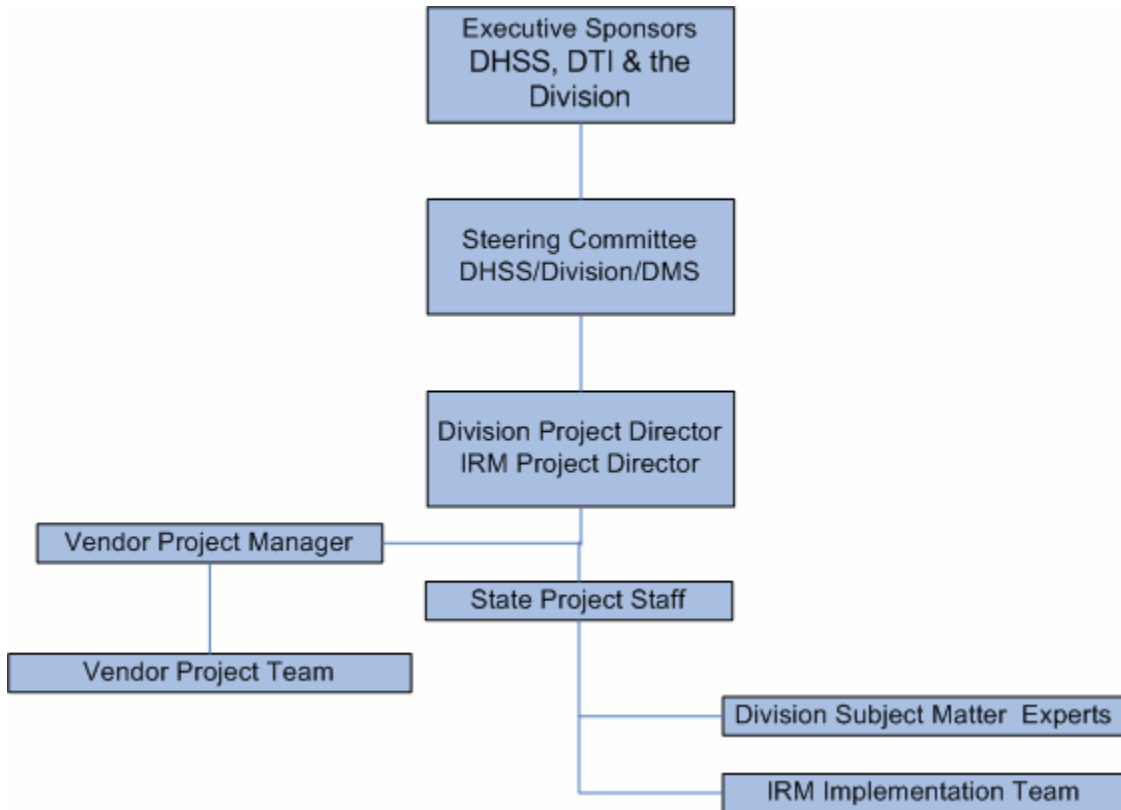 Executive Sponsors
DHSS, DTI & the
Division
Steering Committee
DHSS/Division/DMS
Division Project Director
IRM Project Director
Vendor Project Manager
State Project Staff
Vendor Project Team
Division Subject Matter Experts
IRM Implementation Team